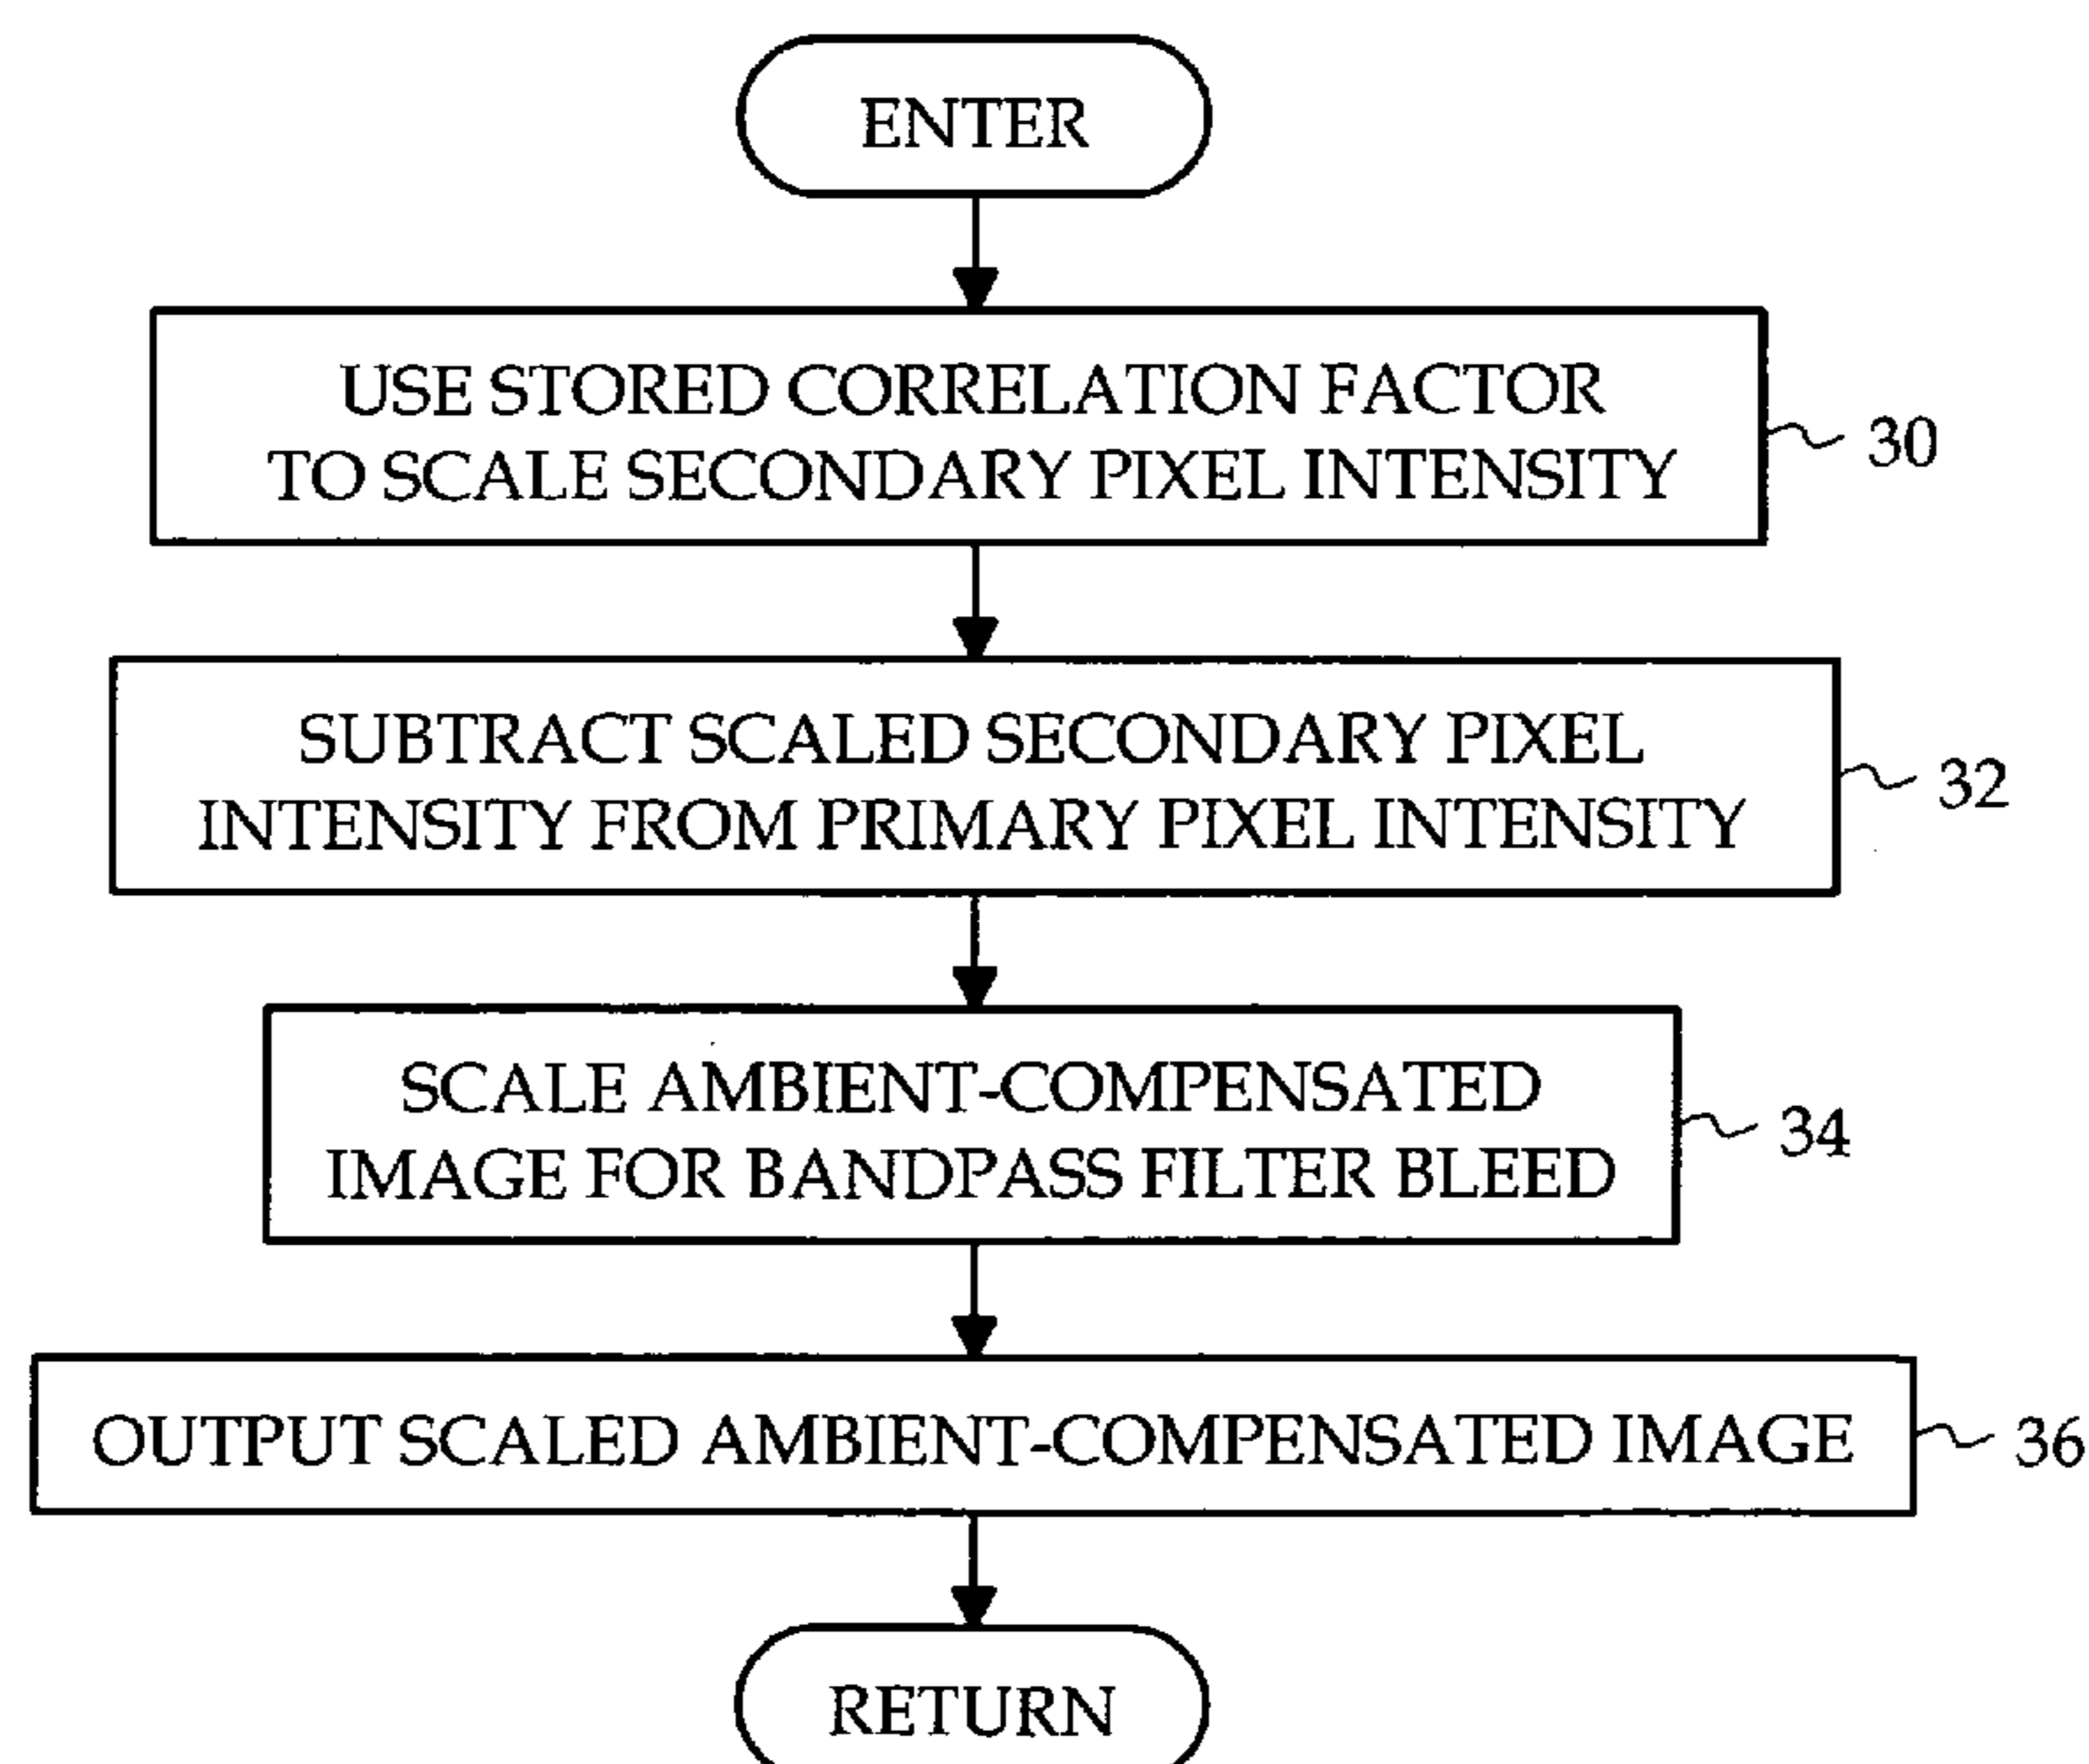 ENTER
USE STORED CORRELATION FACTOR
TO SCALE SECONDARY PIXEL INTENSITY
30
SUBTRACT SCALED SECONDARY PIXEL
INTENSITY FROM PRIMARY PIXEL INTENSITY
32
SCALE AMBIENT-COMPENSATED
IMAGE FOR BANDPASS FILTER BLEED
34
OUTPUT SCALED AMBIENT-COMPENSATED IMAGE
36
RETURN